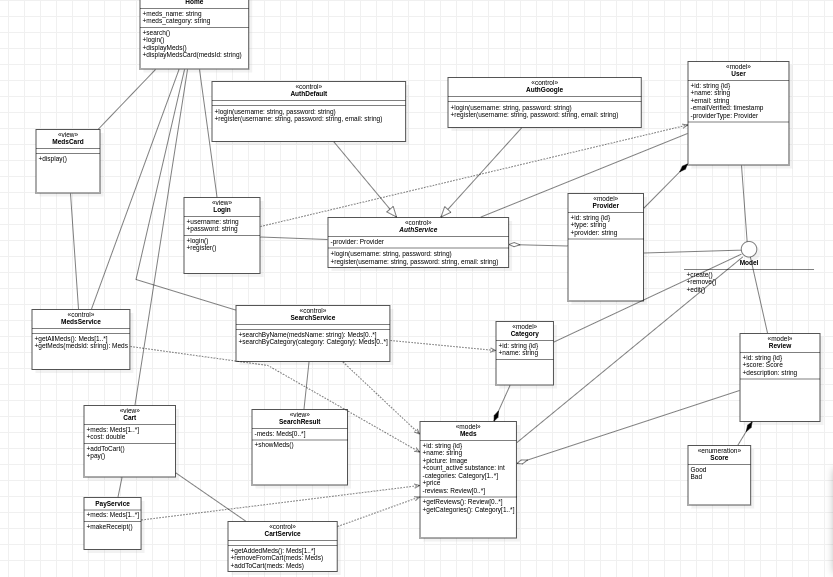 Home
+meds_name: string
+meds_category: string
+search()
+login()
+displayMeds()
+displayMedsCard(medsId: string)
«control»
AuthDefault
+login(username: string, password: string)
+register(username: string, password: string, email: string)
«control»
AuthGoogle
+login(username: string, password: string)
+register(username: string, password: string, email: string)
«model»
User
+id: string {id}
+name: string
+email: string
-emailVerified: timestamp
-providerType: Provider
«view»
MedsCard
+display()
«view»
Login
+username: string
+password: string
+login()
+register()
«control»
AuthService
-provider: Provider
+login(username: string, password: string)
+register(username: string, password: string, email: string)
«model»
Provider
+id: string {id}
+type: string
+provider: string
Model
+create()
+remove()
+edit()
«control»
MedsService
+getAllMeds(): Meds[1..*]
+getMeds(medsId: string): Meds
«control»
SearchService
+searchByName(medsName: string): Meds[0..*]
+searchByCategory(category: Category): Meds[0..*]
«model»
Category
+id: string {id}
+name: string
«model»
Review
+id: string {id}
+score: Score
+description: string
«view»
Cart
+meds: Meds[1..*]
+cost: double
+addToCart()
+pay()
«view»
SearchResult
-meds: Meds[0..*]
+showMeds()
«model»
Meds
+id: string {id}
+name: string
+picture: Image
+count_active substance: int
-categories: Category[1..*]
+price
-reviews: Review[0..*]
+getReviews(): Review[0..*]
+getCategories(): Category[1..*]
«enumeration»
Score
Good
Bad
PayService
+meds: Meds[1..*]
+makeReceipt()
«control»
CartService
+getAddedMeds(): Meds[1..*]
+removeFromCart(meds: Meds)
+addToCart(meds: Meds)